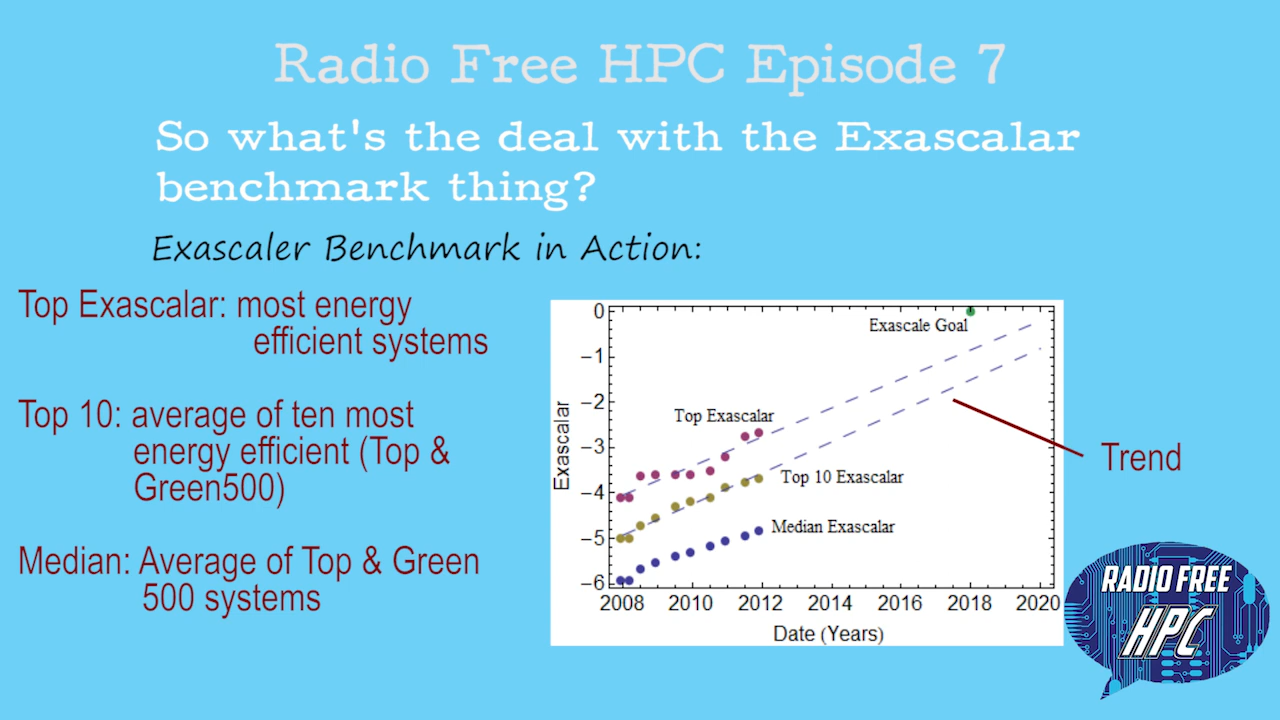 Radio Free HPC Episode 7
So what's the deal with the Exascalar
benchmark thing?
Exascaler Benchmark in Action:
Top Exascalar: most energy
efficient systems
Top 10: average of ten most
energy efficient (Top &
Green500)
Median: Average of Top & Green
500 systems
Exascalar
0
−1
−2
−3
−4
−5
−6
Exascale Goal
Top Exascalar
Top 10 Exascalar
Median Exascalar
2008 2010 2012 2014 2016 2018 2020
Date (Years)
Trend
RADIO FREE
HPC